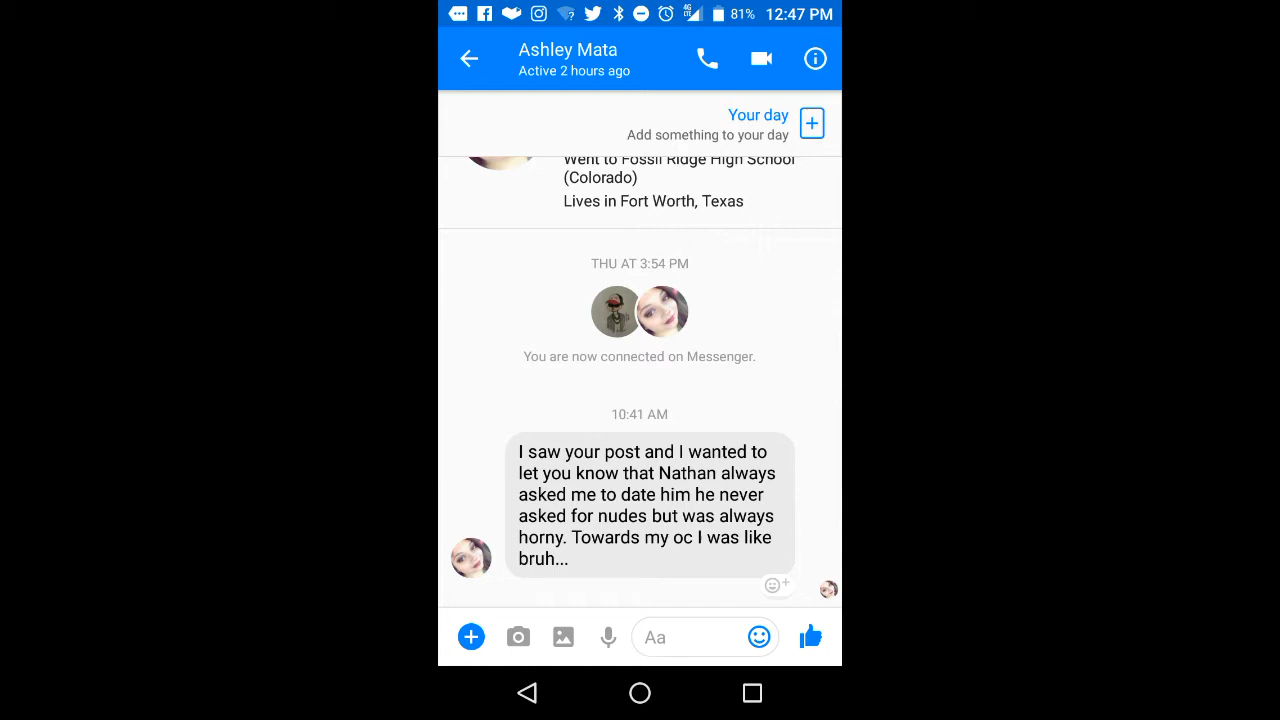 4G
LTE
81% 12:47 PM
Ashley Mata
Active 2 hours ago
Your day
Add something to your day
Went to Fossil Ridge High School
(Colorado)
Lives in Fort Worth, Texas
THU AT 3:54 PM
You are now connected on Messenger.
10:41 AM
I saw your post and I wanted to
let you know that Nathan always
asked me to date him he never
asked for nudes but was always
horny. Towards my oc I was like
bruh...
Aa